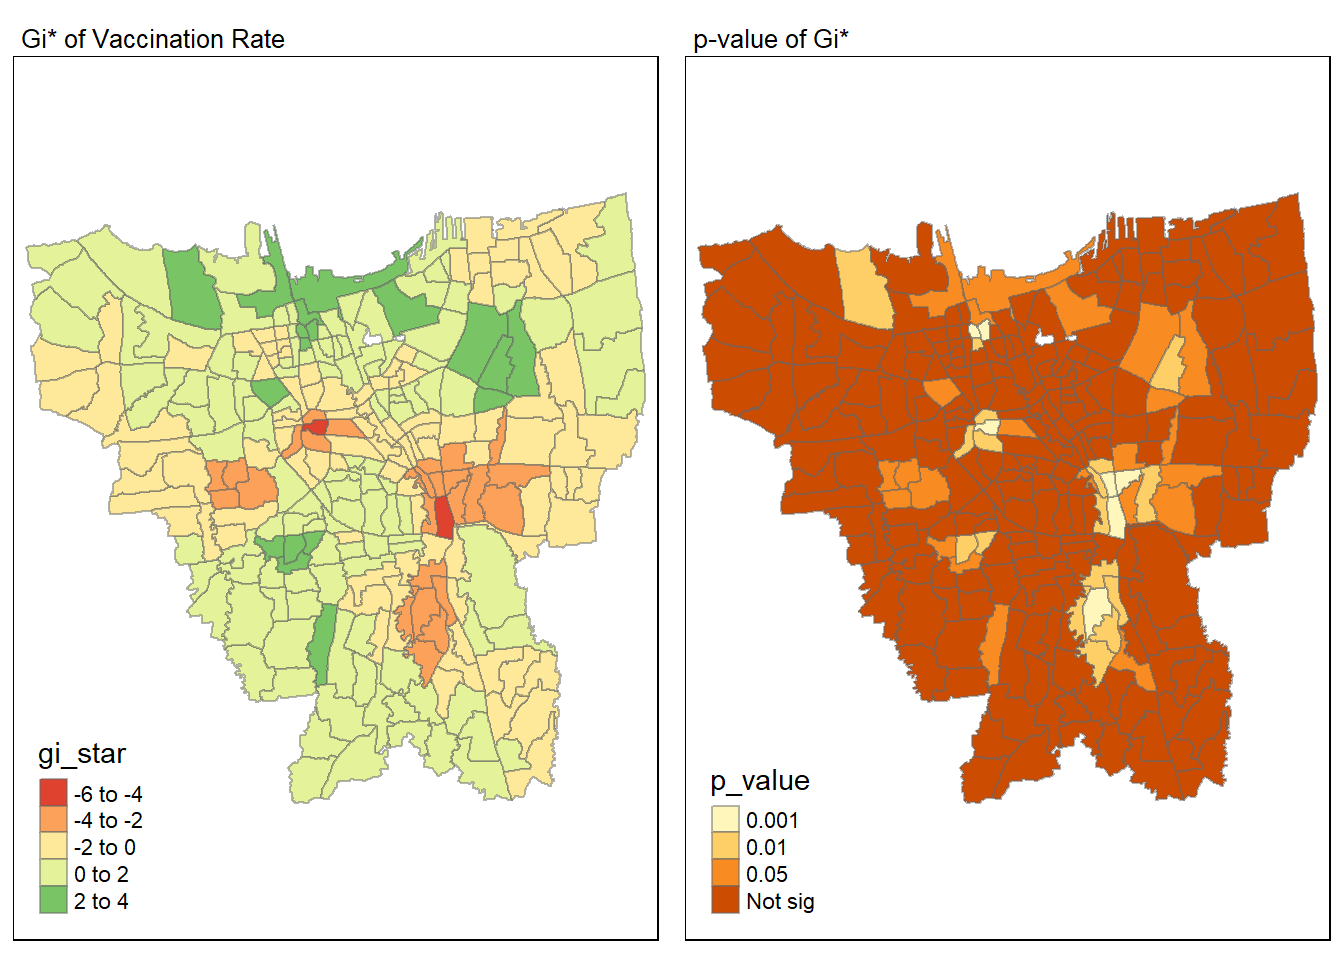 Gi* of Vaccination Rate
gi_star
-6 to -4
-4 to -2
-2 to 0
0 to 2
2 to 4
p-value of Gi*
p_value
0.001
0.01
0.05
Not sig